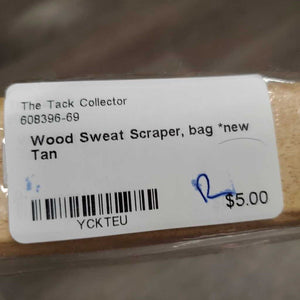 The Tack Collector
608396-69
Wood Sweat Scraper, bag *new
Tan
R $5.00
YCKTEU